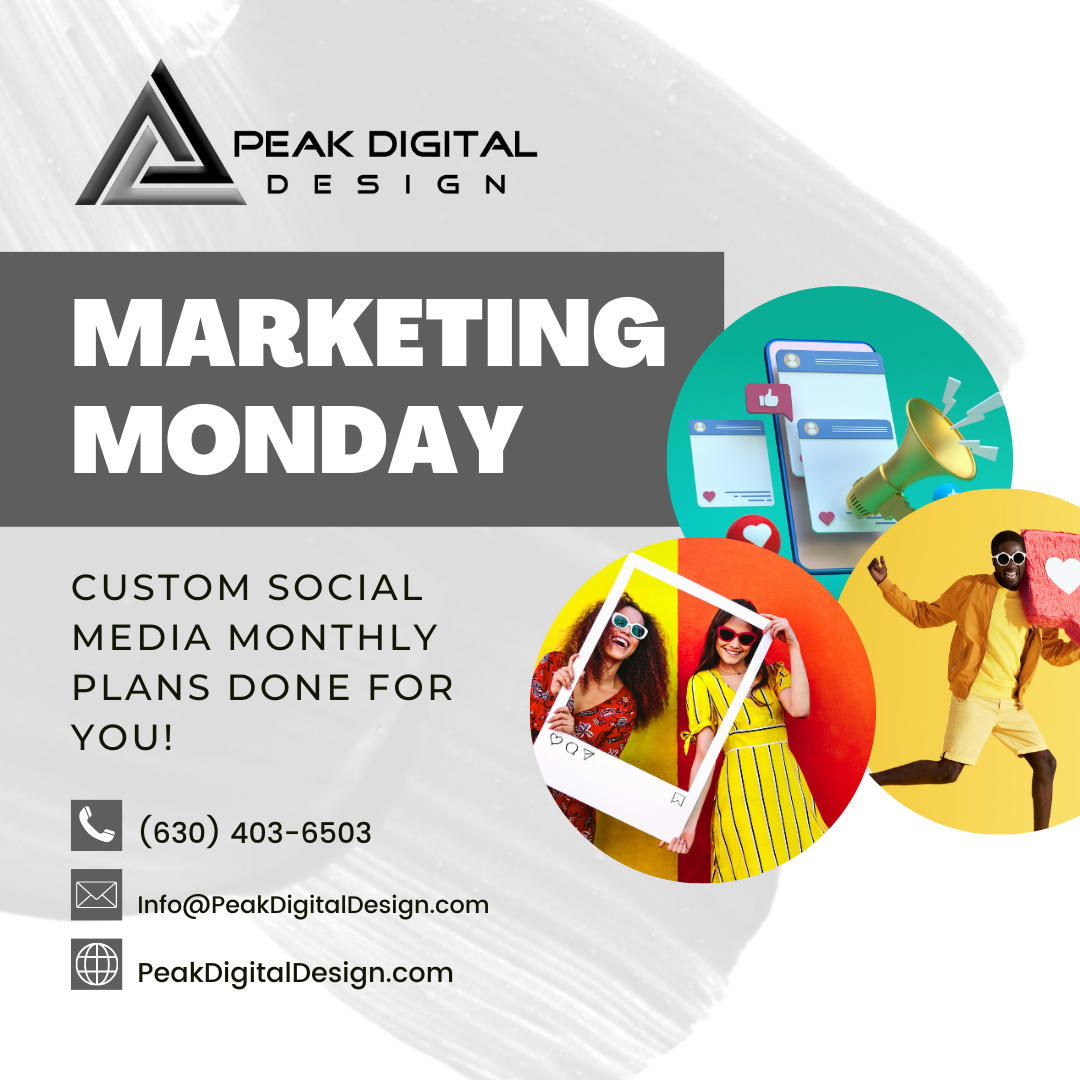 PEAK DIGITAL
DESIGN
MARKETING
MONDAY
CUSTOM SOCIAL
MEDIA MONTHLY
PLANS DONE FOR
YOU!
(630) 403-6503
Info@PeakDigitalDesign.com
PeakDigitalDesign.com